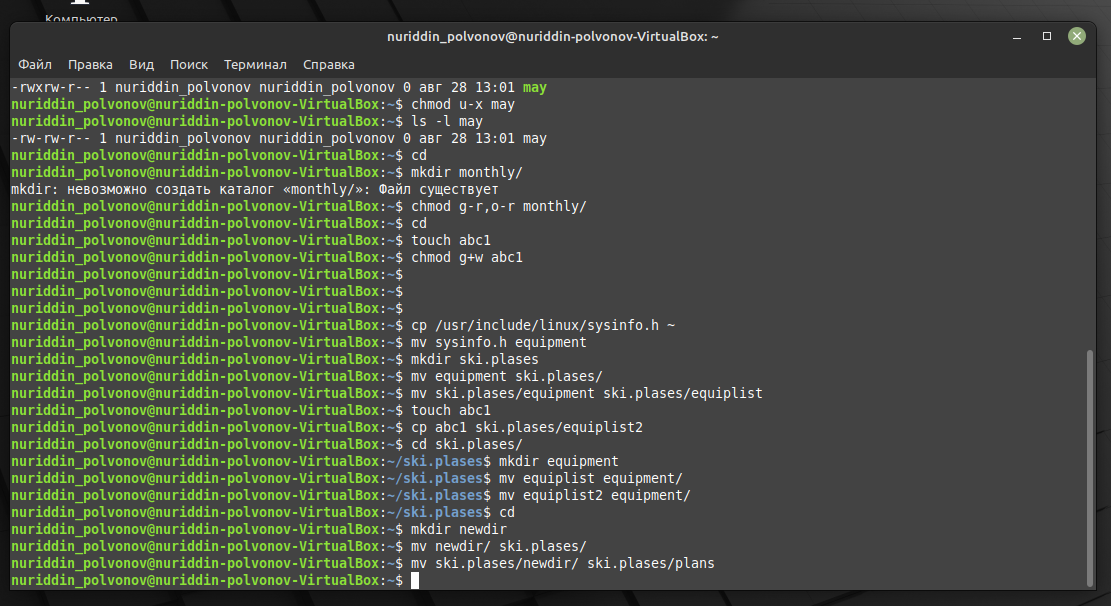 Компьютер
nuriddin_polvonov@nuriddin-polvonov-VirtualBox: ~
Файл Правка Вид Поиск Терминал Справка
-rwxrw-r-- 1 nuriddin_polvonov nuriddin_polvonov 0 авг 28 13:01 may
nuriddin_polvonov@nuriddin-polvonov-VirtualBox:~$ chmod u-x may
nuriddin_polvonov@nuriddin-polvonov-VirtualBox:~$ ls -l may
-rw-rw-r-- 1 nuriddin_polvonov nuriddin_polvonov 0 авг 28 13:01 may
nuriddin_polvonov@nuriddin-polvonov-VirtualBox:~$ cd
nuriddin_polvonov@nuriddin-polvonov-VirtualBox:~$ mkdir monthly/
mkdir: невозможно создать каталог «monthly/»: Файл существует
nuriddin_polvonov@nuriddin-polvonov-VirtualBox:~$ chmod g-r,o-r monthly/
nuriddin_polvonov@nuriddin-polvonov-VirtualBox:~$ cd
nuriddin_polvonov@nuriddin-polvonov-VirtualBox:~$ touch abc1
nuriddin_polvonov@nuriddin-polvonov-VirtualBox:~$ chmod g+w abc1
nuriddin_polvonov@nuriddin-polvonov-VirtualBox:~$
nuriddin_polvonov@nuriddin-polvonov-VirtualBox:~$
nuriddin_polvonov@nuriddin-polvonov-VirtualBox:~$
nuriddin_polvonov@nuriddin-polvonov-VirtualBox:~$ cp /usr/include/linux/sysinfo.h ~
nuriddin_polvonov@nuriddin-polvonov-VirtualBox:~$ mv sysinfo.h equipment
nuriddin_polvonov@nuriddin-polvonov-VirtualBox:~$ mkdir ski.plases
nuriddin_polvonov@nuriddin-polvonov-VirtualBox:~$ mv equipment ski.plases/
nuriddin_polvonov@nuriddin-polvonov-VirtualBox:~$ mv ski.plases/equipment ski.plases/equiplist
nuriddin_polvonov@nuriddin-polvonov-VirtualBox:~$ touch abc1
nuriddin_polvonov@nuriddin-polvonov-VirtualBox:~$ cp abc1 ski.plases/equiplist2
nuriddin_polvonov@nuriddin-polvonov-VirtualBox:~$ cd ski.plases/
nuriddin_polvonov@nuriddin-polvonov-VirtualBox:~/ski.plases$ mkdir equipment
nuriddin_polvonov@nuriddin-polvonov-VirtualBox:~/ski.plases$ mv equiplist equipment/
nuriddin_polvonov@nuriddin-polvonov-VirtualBox:~/ski.plases$ mv equiplist2 equipment/
nuriddin_polvonov@nuriddin-polvonov-VirtualBox:~/ski.plases$ cd
nuriddin_polvonov@nuriddin-polvonov-VirtualBox:~$ mkdir newdir
nuriddin_polvonov@nuriddin-polvonov-VirtualBox:~$ mv newdir/ ski.plases/
nuriddin_polvonov@nuriddin-polvonov-VirtualBox:~$ mv ski.plases/newdir/ ski.plases/plans
nuriddin_polvonov@nuriddin-polvonov-VirtualBox:~$